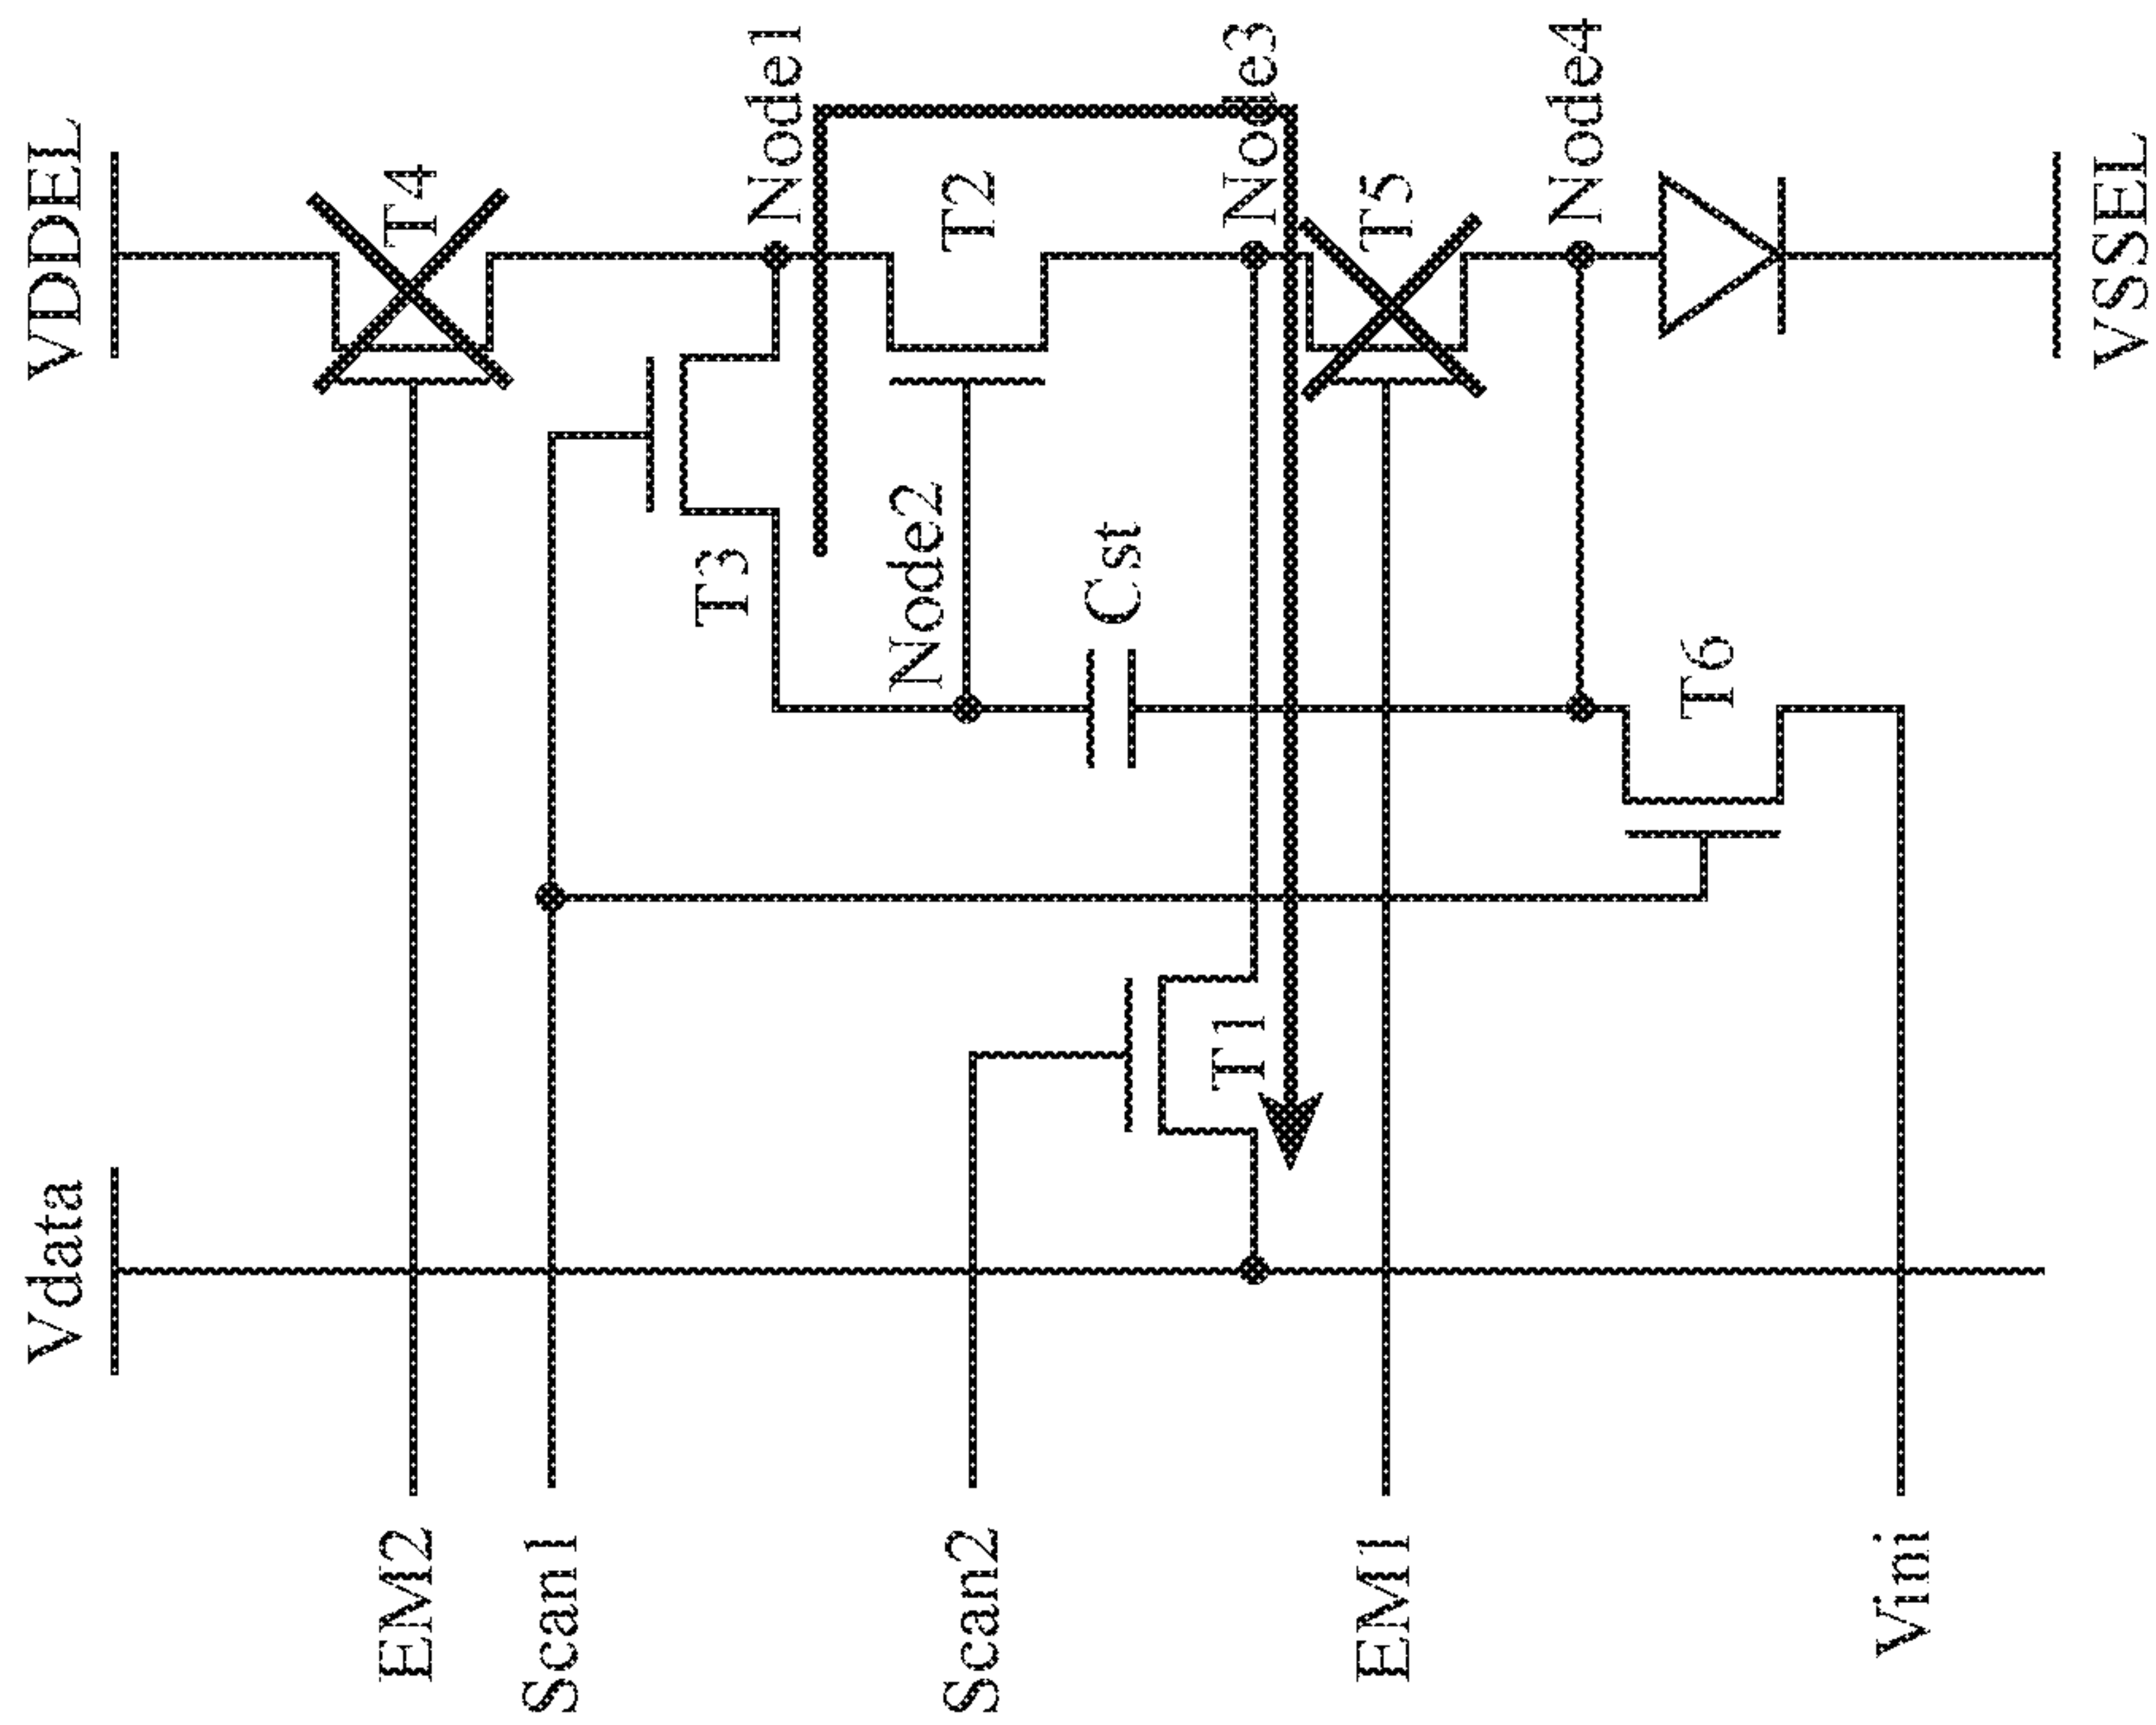 VDDEL
T4
Node1
T2
Node3
T5
Node4
VSSEL
T3
Node2
Cst
T6
T1
Vdata
EM2
Scan1
Scan2
EM1
Vini